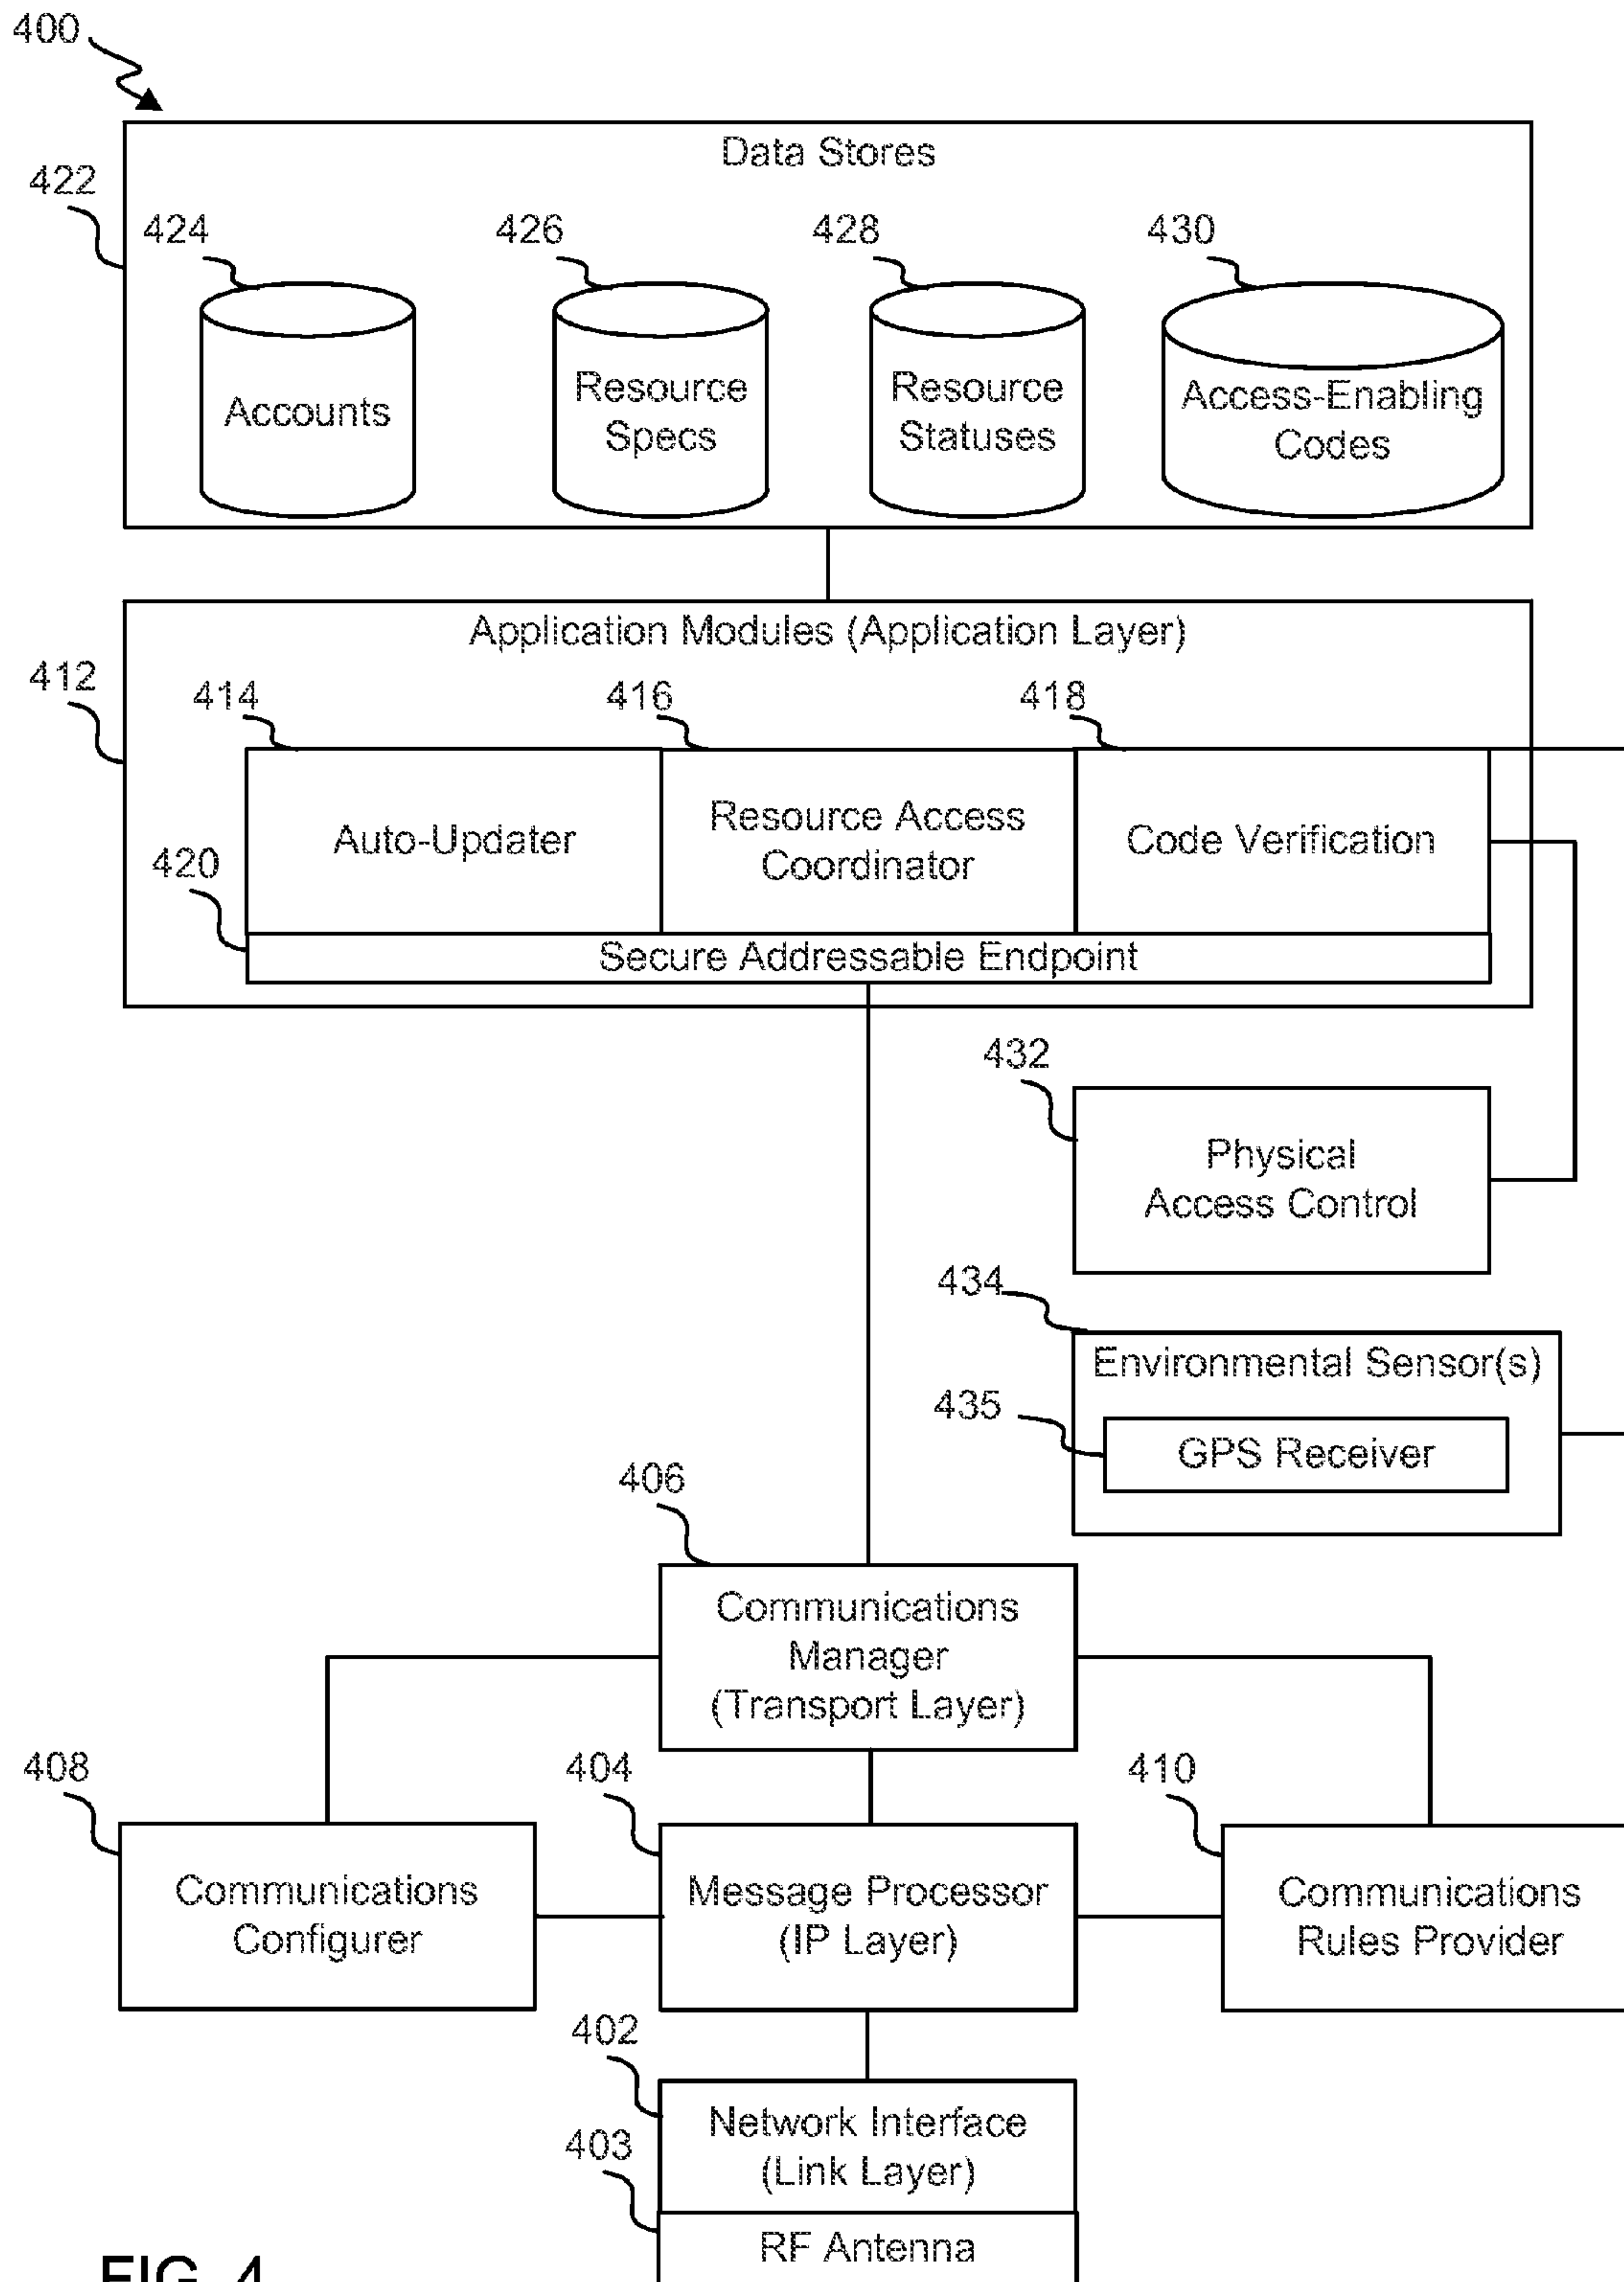 400
Data Stores
422
424
426
428
430
Accounts
Resource
Specs
Resource
Statuses
Access-Enabling
Codes
Application Modules (Application Layer)
412
414
416
418
Auto-Updater
Resource Access
Coordinator
Code Verification
420
Secure Addressable Endpoint
432
Physical
Access Control
434
Environmental Sensor(s)
435
GPS Receiver
406
Communications
Manager
(Transport Layer)
408
404
410
Communications
Configurer
Message Processor
(IP Layer)
Communications
Rules Provider
402
Network Interface
(Link Layer)
403
RF Antenna
FIG. 4